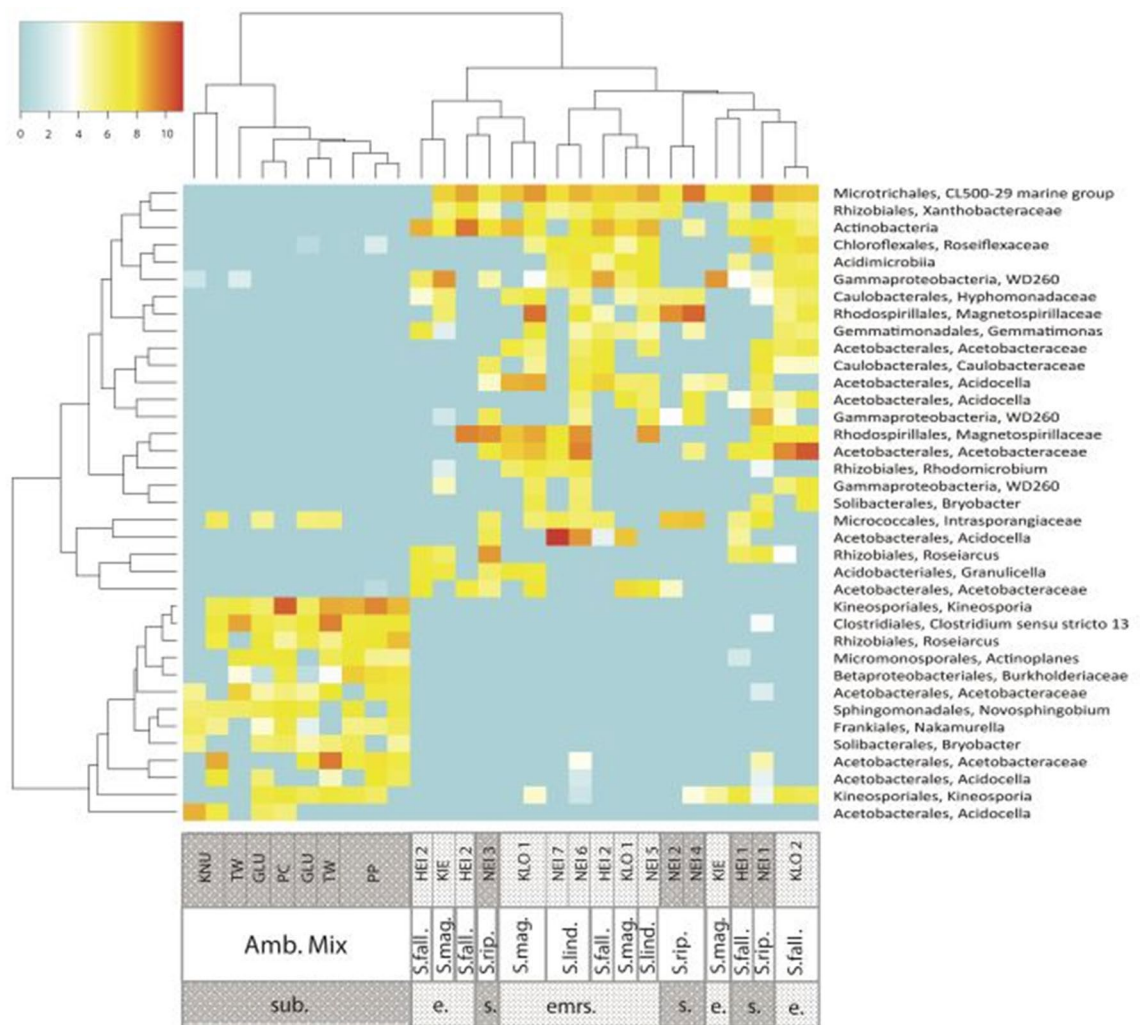 0 2 4 6 8 10
Microtrichales, CL500-29 marine group
Rhizobiales, Xanthobacteraceae
Actinobacteria
Chloroflexales, Roseiflexaceae
Acidimicrobiia
Gammaproteobacteria, WD260
Caulobacterales, Hyphomonadaceae
Rhodospirillales, Magnetospirillaceae
Gemmatimonadales, Gemmatimonas
Acetobacterales, Acetobacteraceae
Caulobacterales, Caulobacteraceae
Acetobacterales, Acidocella
Acetobacterales, Acidocella
Gammaproteobacteria, WD260
Rhodospirillales, Magnetospirillaceae
Acetobacterales, Acetobacteraceae
Rhizobiales, Rhodomicrobium
Gammaproteobacteria, WD260
Solibacterales, Bryobacter
Micrococcales, Intrasporangiaceae
Acetobacterales, Acidocella
Rhizobiales, Roseiarcus
Acidobacteriales, Granulicella
Acetobacterales, Acetobacteraceae
Kineosporiales, Kineosporia
Clostridiales, Clostridium sensu stricto 13
Rhizobiales, Roseiarcus
Micromonosporales, Actinoplanes
Betaproteobacteriales, Burkholderiaceae
Acetobacterales, Acetobacteraceae
Sphingomonadales, Novosphingobium
Frankiales, Nakamurella
Solibacterales, Bryobacter
Acetobacterales, Acetobacteraceae
Acetobacterales, Acidocella
Kineosporiales, Kineosporia
Acetobacterales, Acidocella
KNU TW GLU PC GLU TW PP HEI 2 KIE HEI 2 NEI 3 KLO 1 NEI 7 NEI 6 HEI 2 KLO 1 NEI 5 NEI 2 NEI 4 KIE HEI 1 NEI 1 KLO 2
Amb. Mix S.fall. S.mag. S.fall. S.rip. S.mag. S.lind. S.fall. S.mag. S.lind. S.rip. S.mag. S.fall. S.rip. S.fall.
sub. e. s. emrs. s. e. s. e.